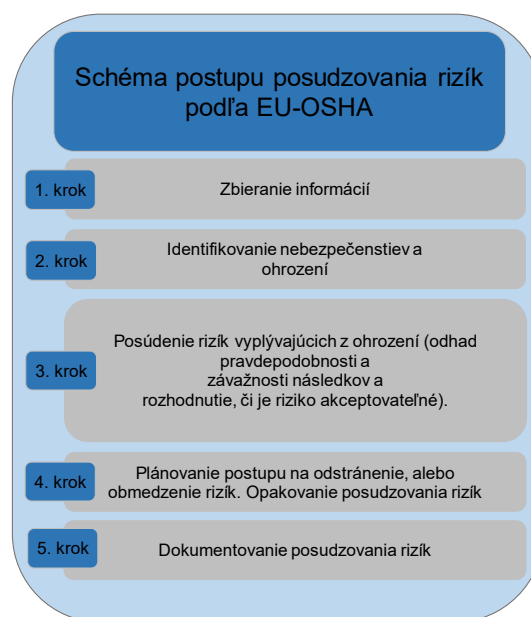 Schéma postupu posudzovania rizík
podľa EU-OSHA
1. krok
Zbieranie informácií
2. krok
Identifikovanie nebezpečenstiev a
ohrození
3. krok
Posúdenie rizík vyplývajúcich z ohrození (odhad
pravdepodobnosti a
závažnosti následkov a
rozhodnutie, či je riziko akceptovateľné).
4. krok
Plánovanie postupu na odstránenie, alebo
obmedzenie rizík. Opakovanie posudzovania rizík
5. krok
Dokumentovanie posudzovania rizík